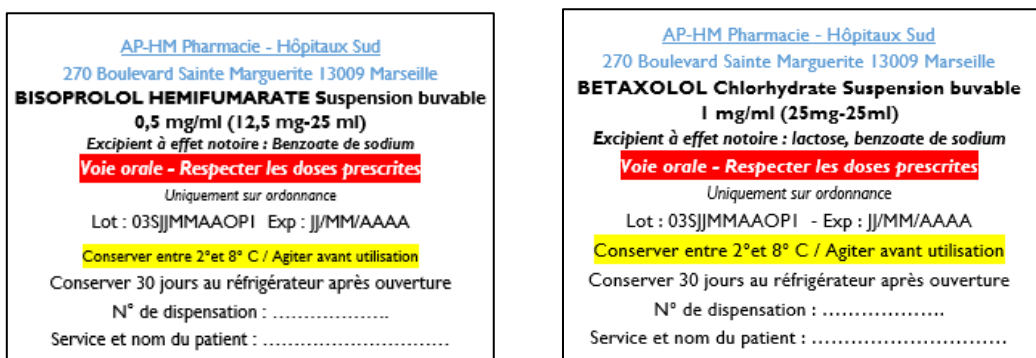 AP-HM Pharmacie - Hôpitaux Sud
270 Boulevard Sainte Marguerite 13009 Marseille
BISOPROLOL HEMIFUMARATE Suspension buvable
0,5 mg/ml (12,5 mg-25 ml)
Excipient à effet notoire : Benzoate de sodium
Voie orale - Respecter les doses prescrites
Uniquement sur ordonnance
Lot : 03SJJMMAAOP1 Exp : JJ/MM/AAAA
Conserver entre 2°et 8° C / Agiter avant utilisation
Conserver 30 jours au réfrigérateur après ouverture
N° de dispensation : ………………..
Service et nom du patient : ………………………….
AP-HM Pharmacie - Hôpitaux Sud
270 Boulevard Sainte Marguerite 13009 Marseille
BETAXOLOL Chlorhydrate Suspension buvable
1 mg/ml (25mg-25ml)
Excipient à effet notoire : lactose, benzoate de sodium
Voie orale - Respecter les doses prescrites
Uniquement sur ordonnance
Lot : 03SJJMMAAOP1 - Exp : JJ/MM/AAAA
Conserver entre 2°et 8° C / Agiter avant utilisation
Conserver 30 jours au réfrigérateur après ouverture
N° de dispensation : ………………..
Service et nom du patient : ………………………….